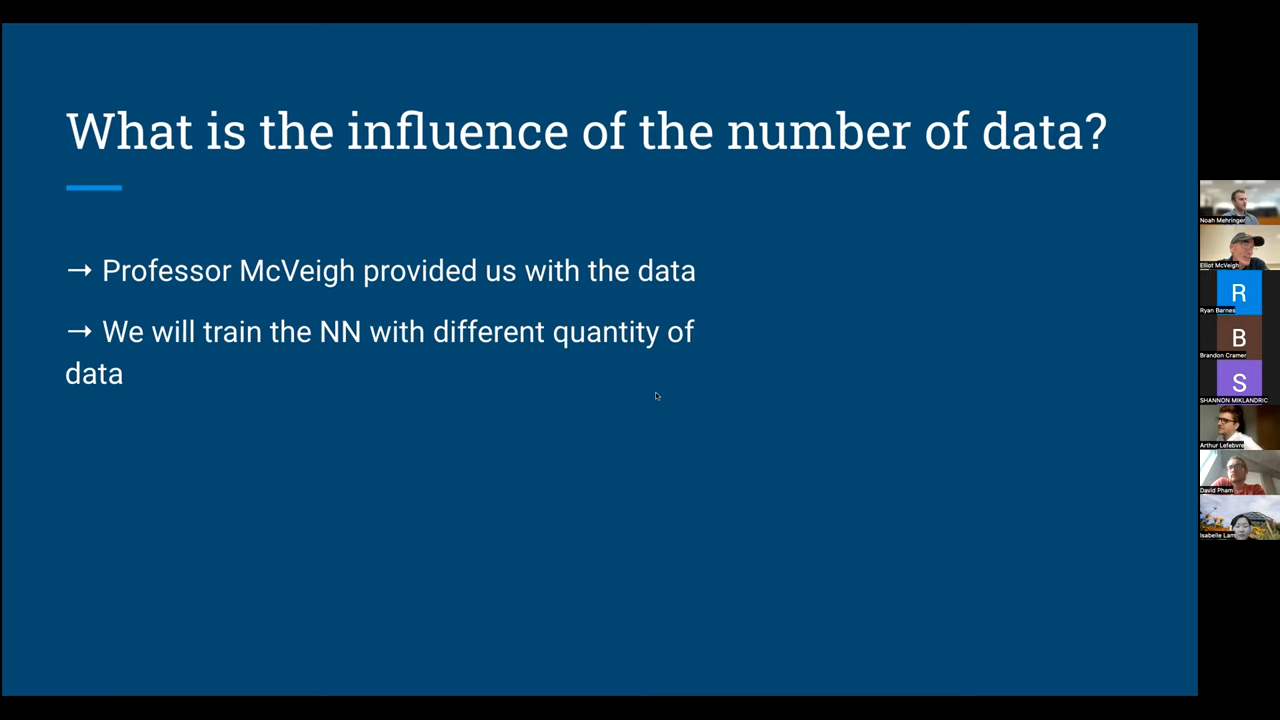 What is the influence of the number of data?
→ Professor McVeigh provided us with the data
→ We will train the NN with different quantity of
data
Noah Mehringer
Elliot McVeigh
R
Ryan Barnes
B
Brandon Cramer
S
SHANNON MIKLANDRIC
Arthur Lefebvre
David Pham
Isabelle Lam